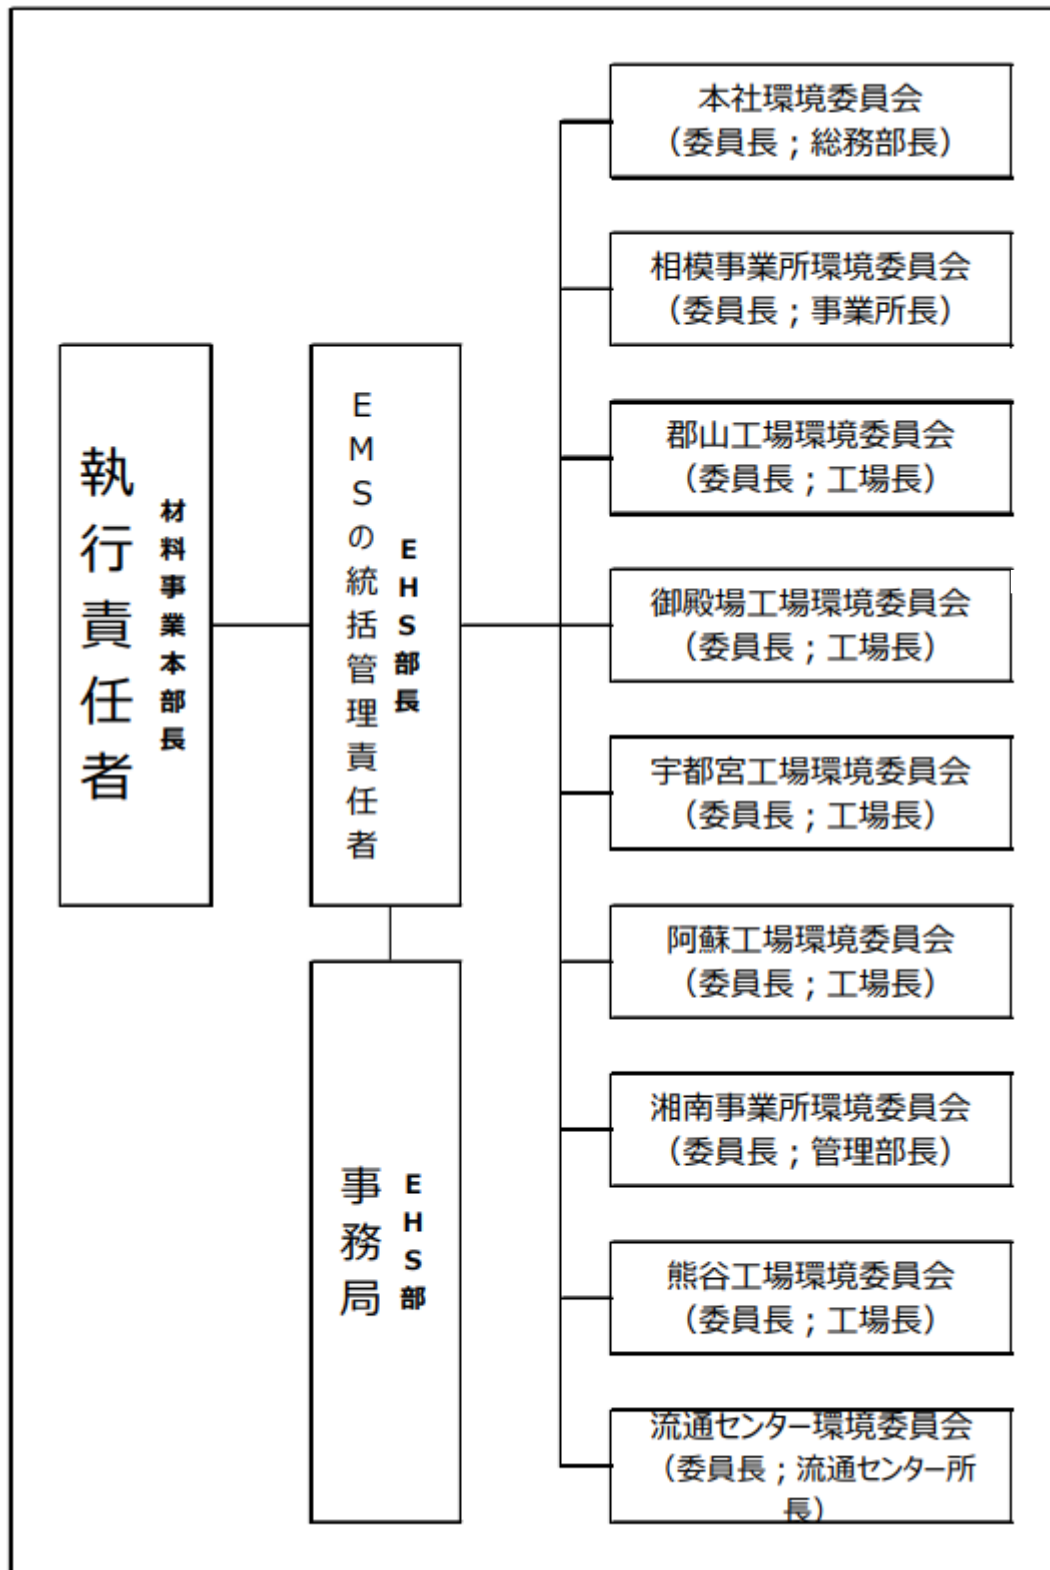 執行責任者
材料事業本部長
EMSの統括管理責任者
EHS部長
事務局
EHS部
本社環境委員会
（委員長；総務部長）
相模事業所環境委員会
（委員長；事業所長）
郡山工場環境委員会
（委員長；工場長）
御殿場工場環境委員会
（委員長；工場長）
宇都宮工場環境委員会
（委員長；工場長）
阿蘇工場環境委員会
（委員長；工場長）
湘南事業所環境委員会
（委員長；管理部長）
熊谷工場環境委員会
（委員長；工場長）
流通センター環境委員会
（委員長；流通センター所
長）